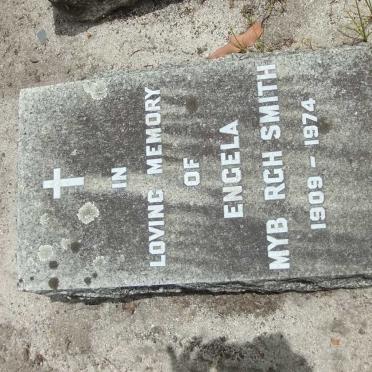 IN
LOVING MEMORY
OF
ENCELA
MYB RCH SMITH
1909 - 1974